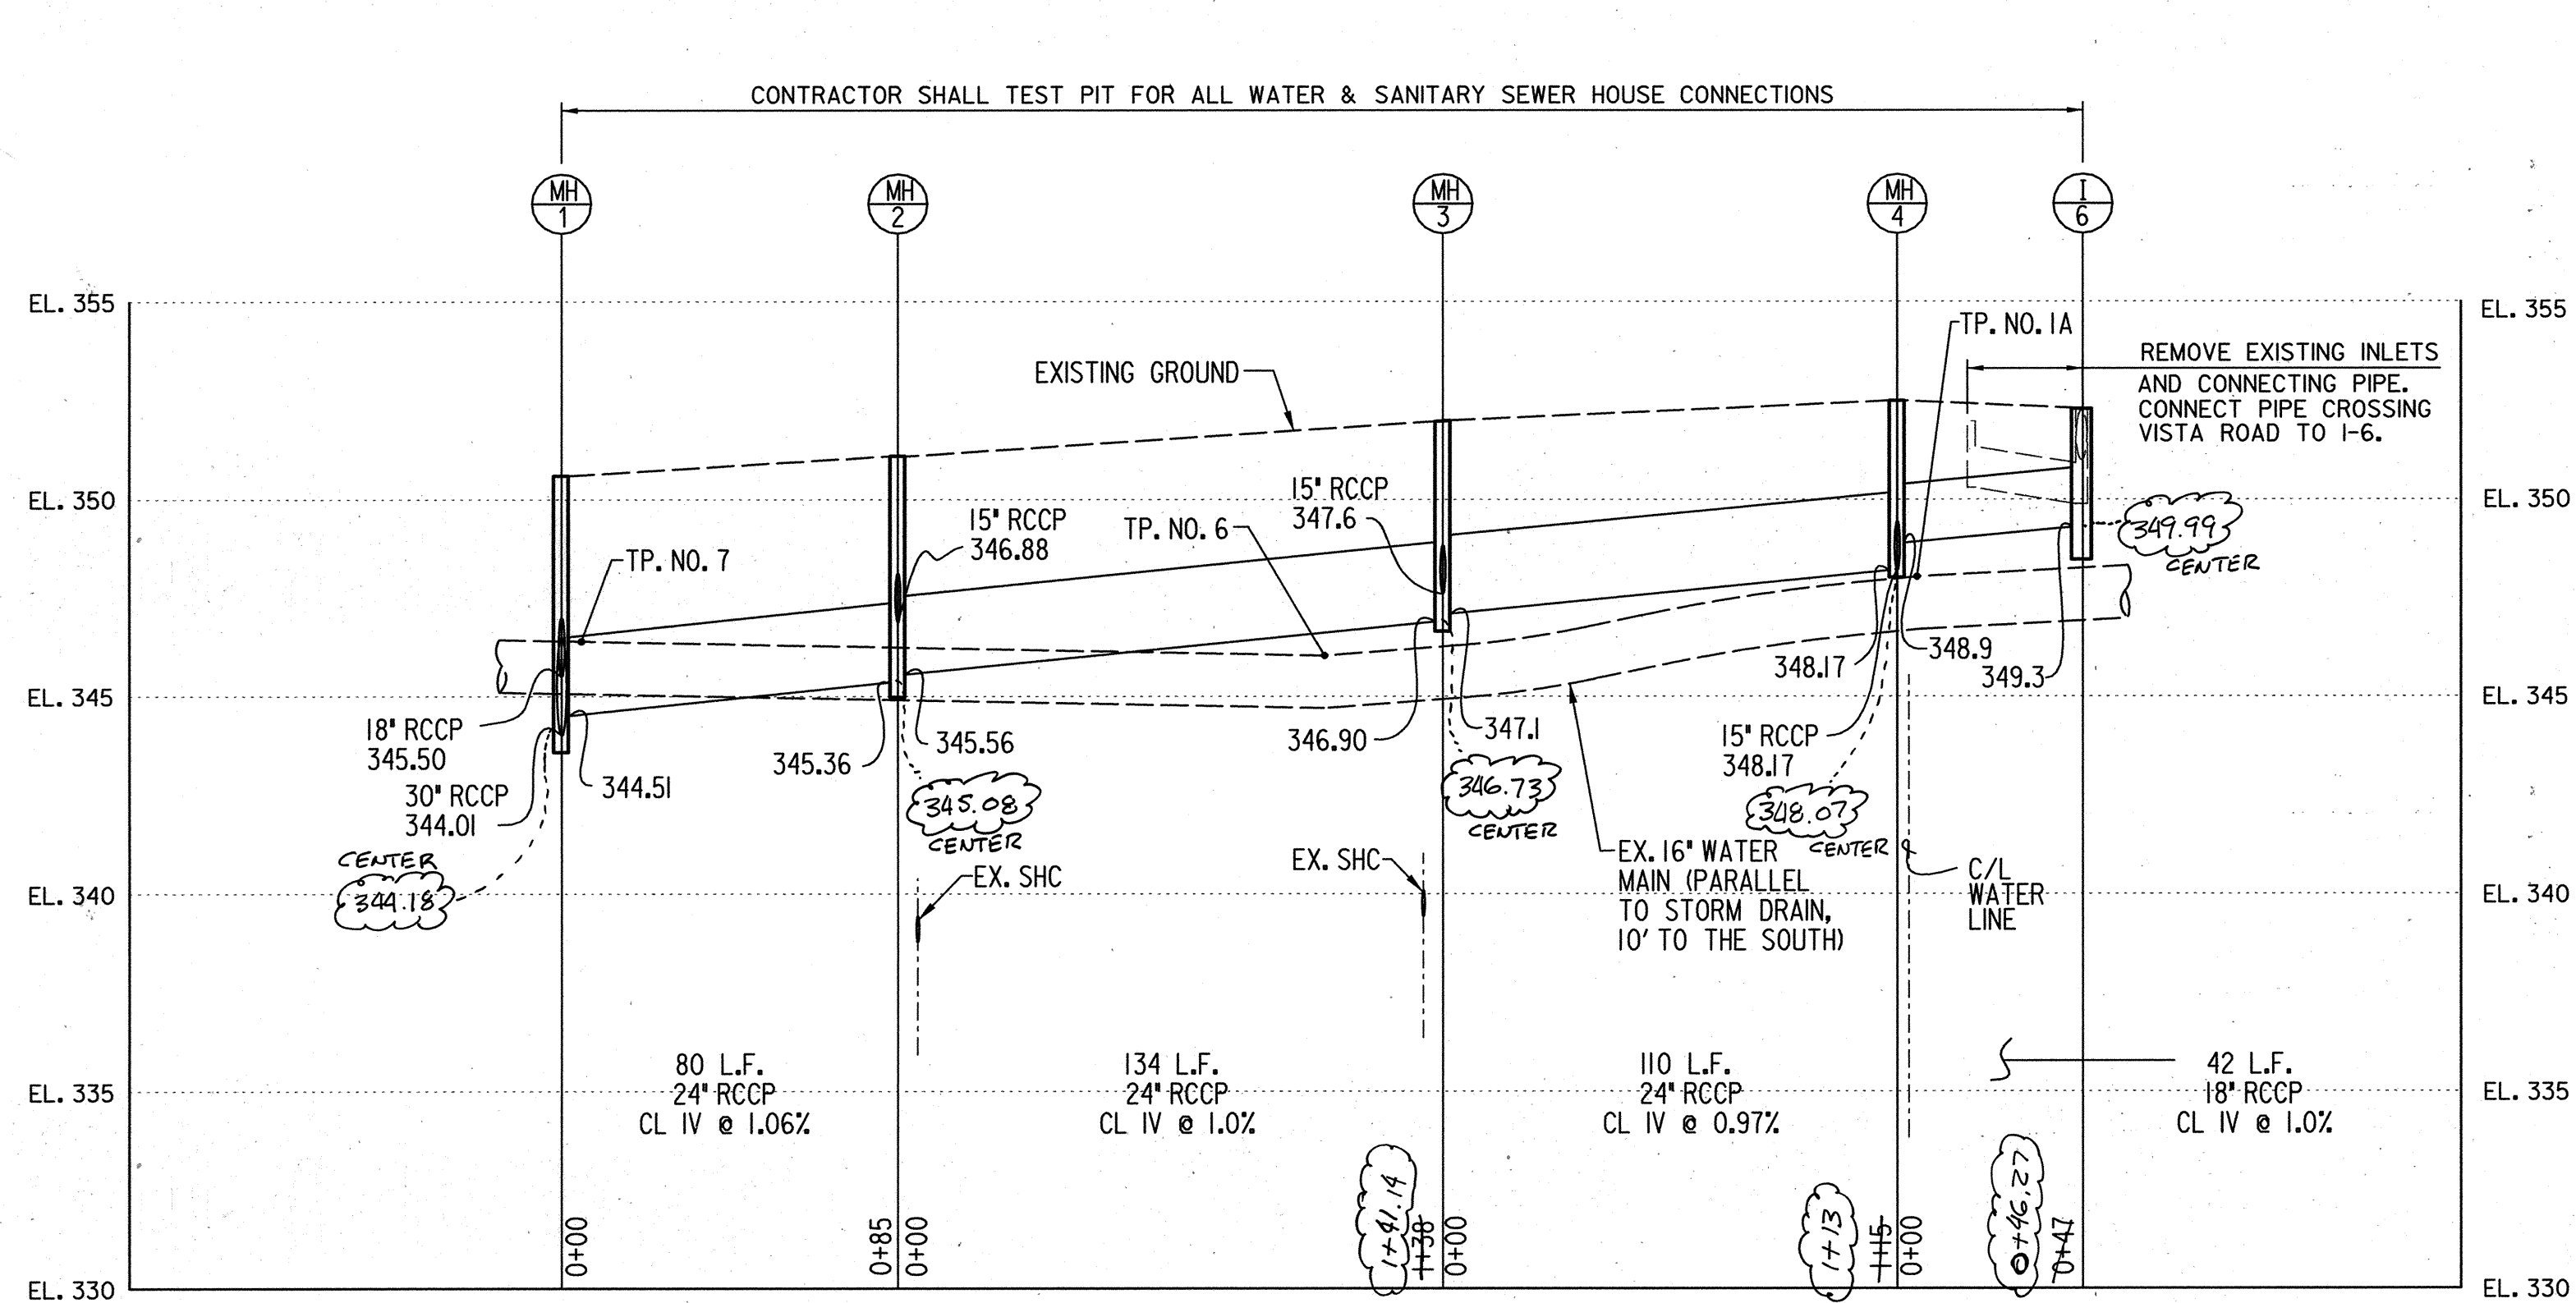 CONTRACTOR SHALL TEST PIT FOR ALL WATER & SANITARY SEWER HOUSE CONNECTIONS
MH
1
MH
2
MH
3
MH
4
I
6
EL. 355
EL. 355
TP. NO. 1A
REMOVE EXISTING INLETS
AND CONNECTING PIPE.
CONNECT PIPE CROSSING
VISTA ROAD TO I-6.
EXISTING GROUND
EL. 350
EL. 350
15" RCCP
346.88
TP. NO. 6
15" RCCP
347.6
TP. NO. 7
349.99
CENTER
348.9
348.17
349.3
EL. 345
EL. 345
18" RCCP
345.50
30" RCCP
344.01
344.51
345.36
345.56
346.90
347.1
15" RCCP
348.17
345.08
CENTER
346.73
CENTER
348.07
CENTER
CENTER
344.18
EX. SHC
EX. SHC
EX. 16" WATER
MAIN (PARALLEL
TO STORM DRAIN,
10' TO THE SOUTH)
C/L
WATER
LINE
EL. 340
EL. 340
80 L.F.
24" RCCP
CL IV @ 1.06%
134 L.F.
24" RCCP
CL IV @ 1.0%
110 L.F.
24" RCCP
CL IV @ 0.97%
42 L.F.
18" RCCP
CL IV @ 1.0%
EL. 335
EL. 335
0+00
0+85
0+00
1+41.14
1+38
0+00
1+13
1+15
0+00
0+46.27
0+47
EL. 330
EL. 330